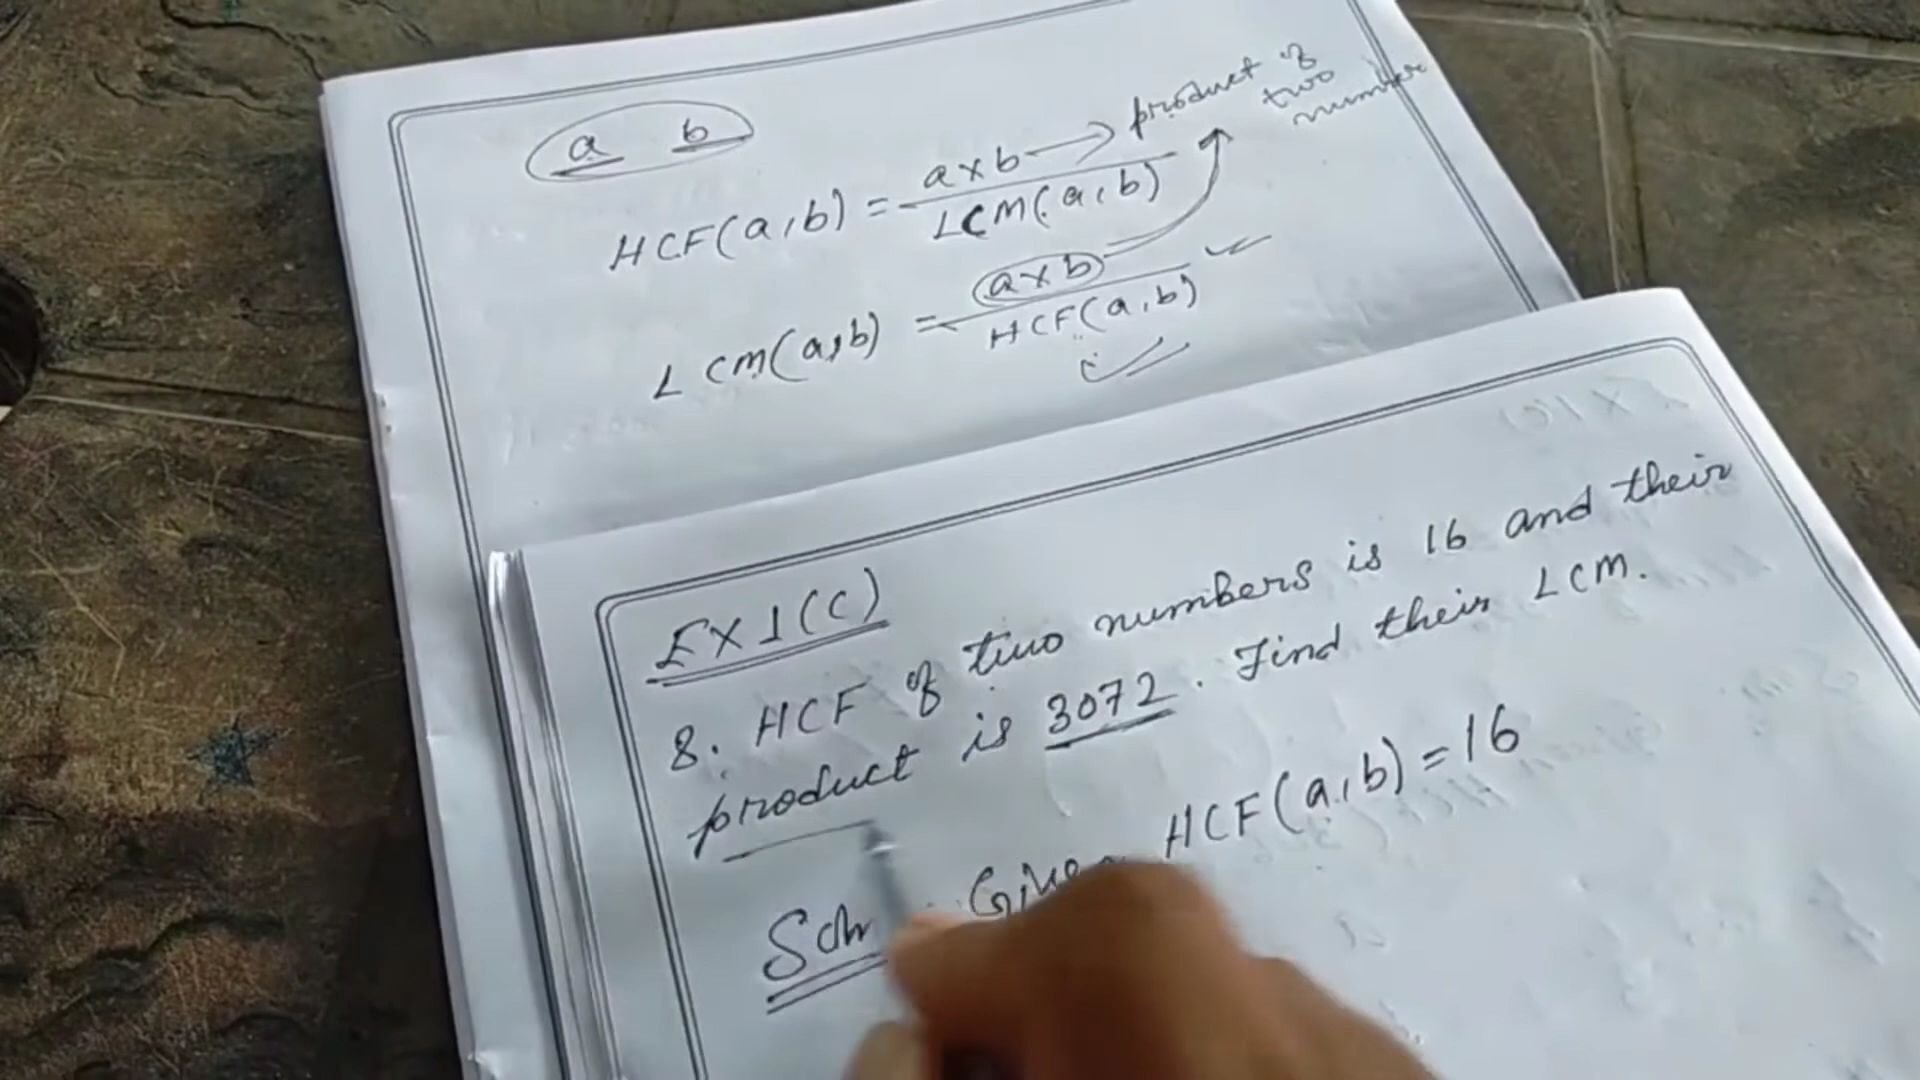 a b
HCF(a,b) = a×b / LCM(a,b) → product of two number
LCM(a,b) = a×b / HCF(a,b)
EX 1(C)
8. HCF of two numbers is 16 and their
product is 3072. Find their LCM.
Soln Given HCF(a,b) = 16